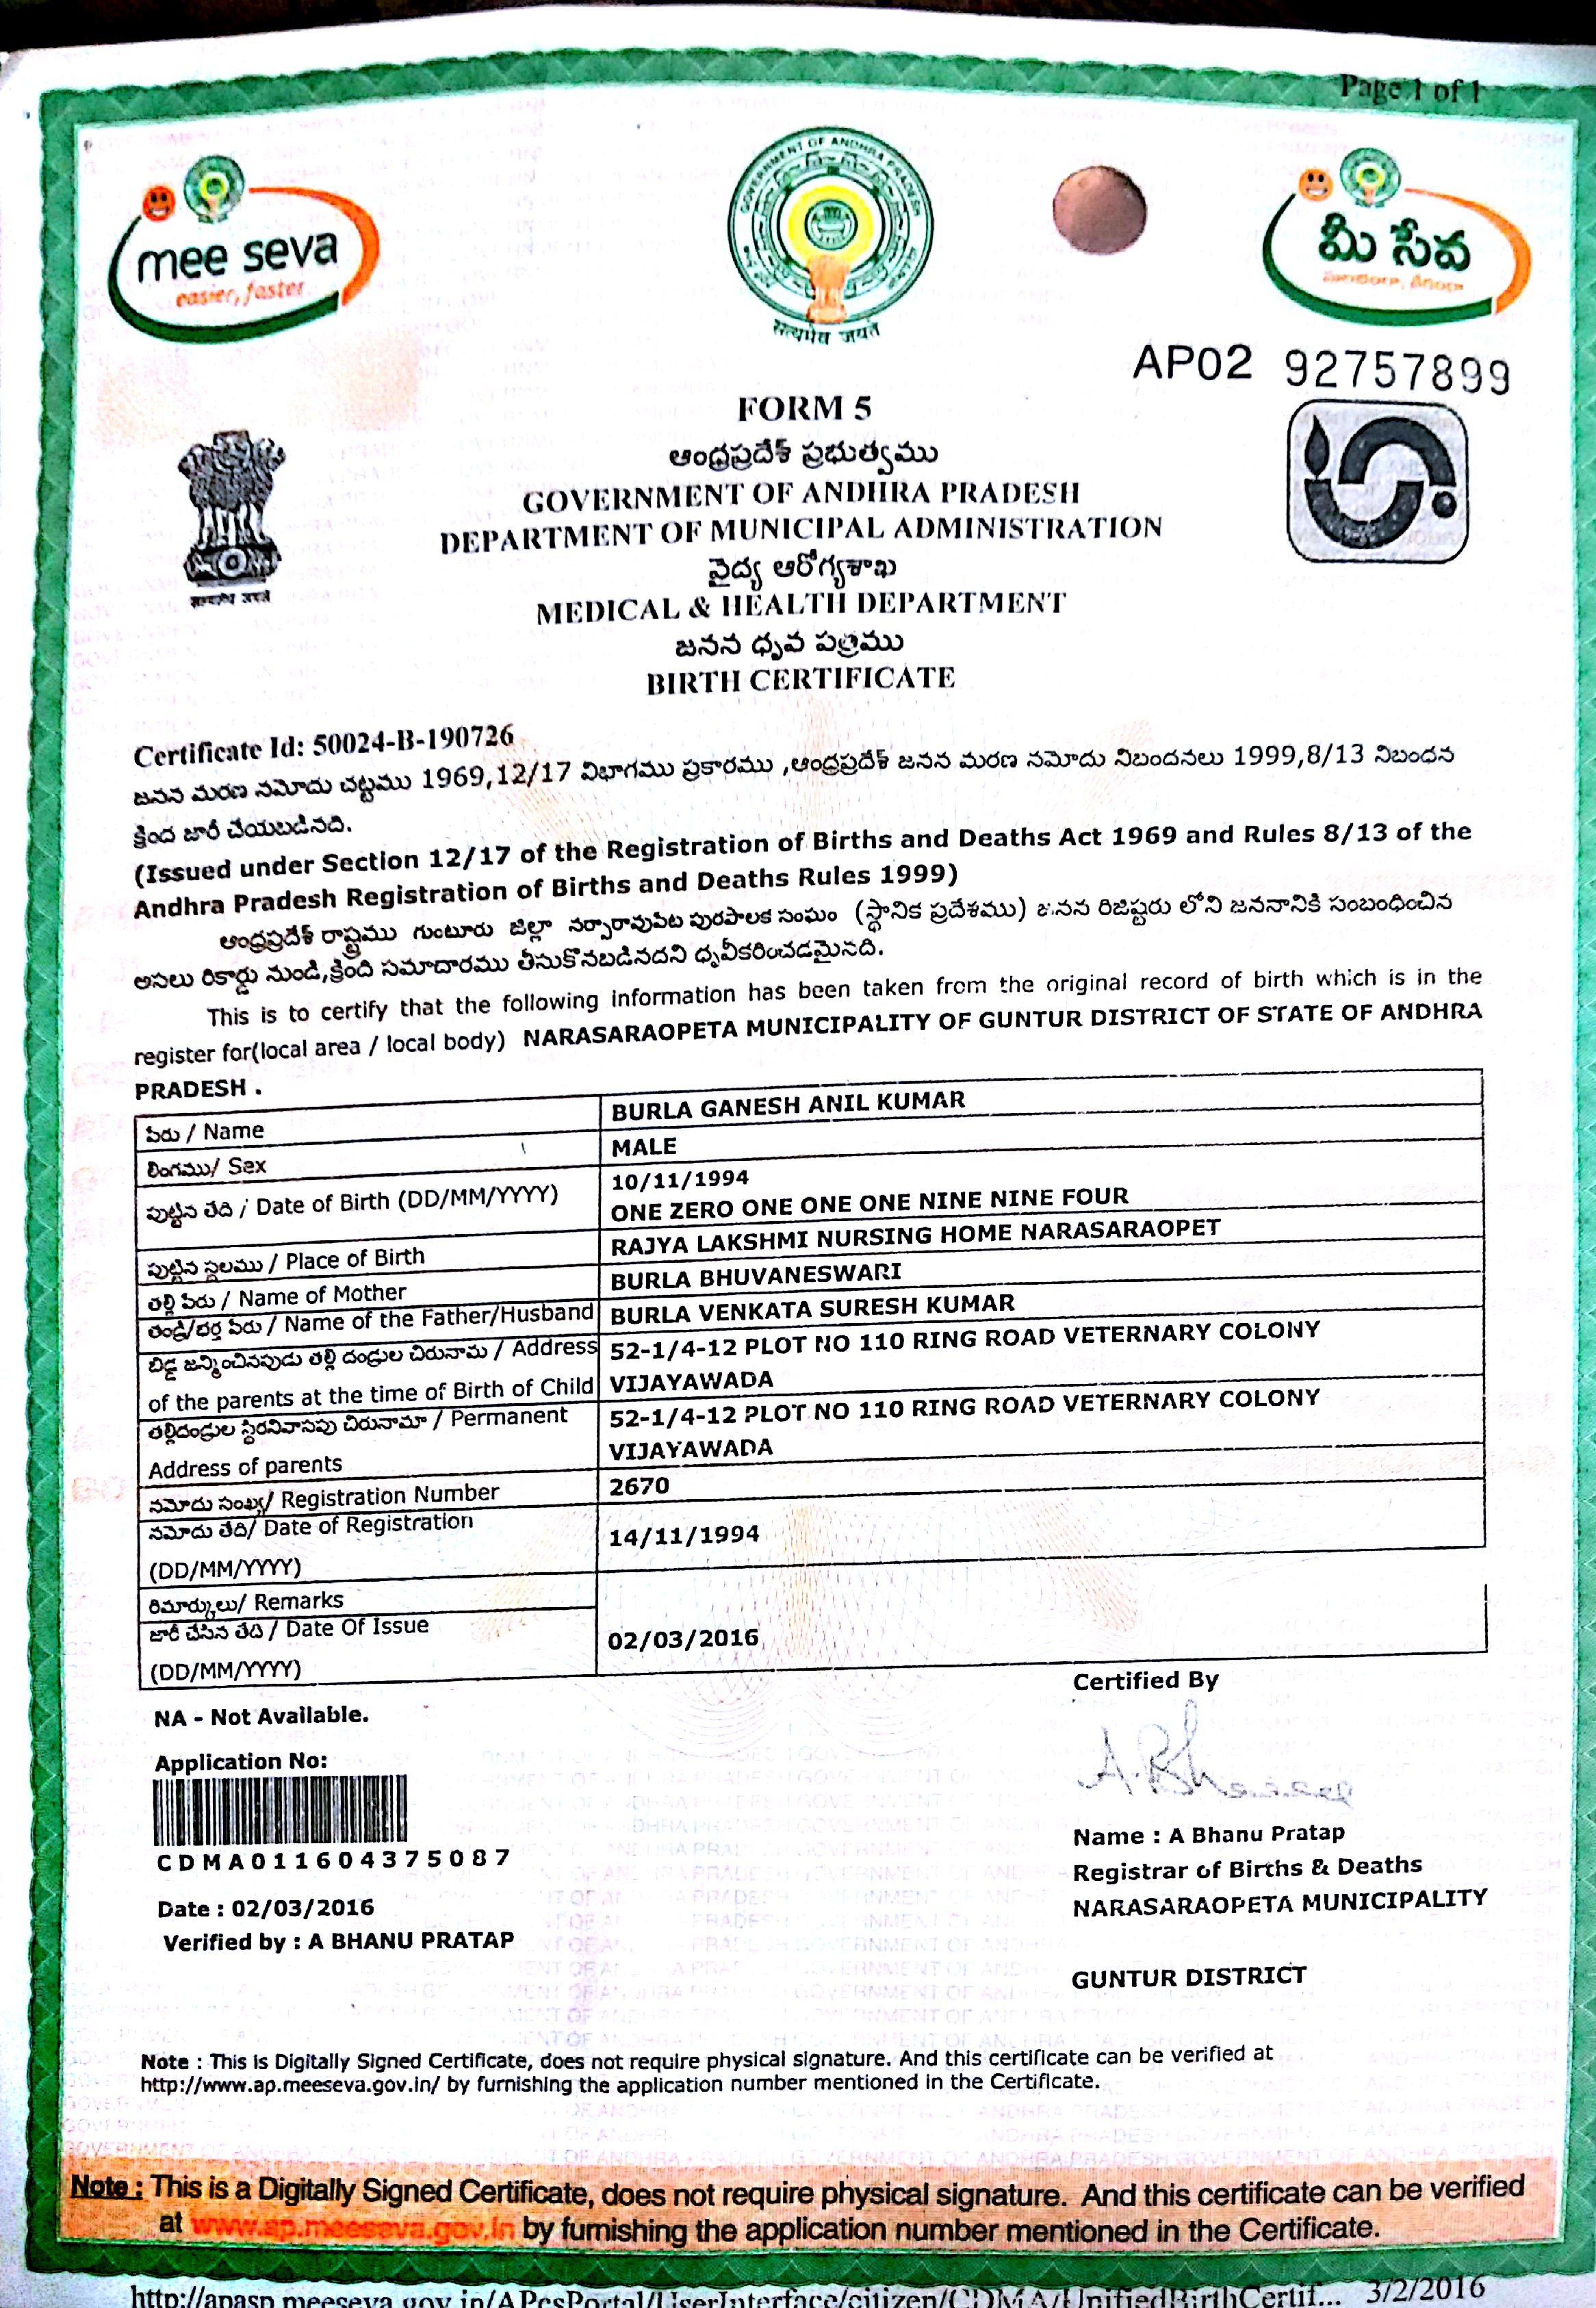 Page 1 of 1
mee seva
easier, faster
GOVERNMENT OF ANDHRA PRADESH
सत्यमेव जयते
మీ సేవ
AP02 92757899
FORM 5
ఆంధ్రప్రదేశ్ ప్రభుత్వము
GOVERNMENT OF ANDHRA PRADESH
DEPARTMENT OF MUNICIPAL ADMINISTRATION
వైద్య ఆరోగ్యశాఖ
MEDICAL & HEALTH DEPARTMENT
జనన ధృవ పత్రము
BIRTH CERTIFICATE
सत्यमेव जयते
Certificate Id: 50024-B-190726
జనన మరణ నమోదు చట్టము 1969,12/17 విభాగము ప్రకారము ,ఆంధ్రప్రదేశ్ జనన మరణ నమోదు నిబందనలు 1999,8/13 నిబంధన
క్రింద జారీ చేయబడినది.
(Issued under Section 12/17 of the Registration of Births and Deaths Act 1969 and Rules 8/13 of the
Andhra Pradesh Registration of Births and Deaths Rules 1999)
ఆంధ్రప్రదేశ్ రాష్ట్రము గుంటూరు జిల్లా నర్సారావుపేట పురపాలక సంఘం (స్థానిక ప్రదేశము) జనన రిజిష్టరు లోని జననానికి సంబంధించిన
అసలు రికార్డు నుండి,క్రింది సమాచారము తీసుకొనబడినదని ధృవీకరించడమైనది.
This is to certify that the following information has been taken from the original record of birth which is in the
register for(local area / local body) NARASARAOPETA MUNICIPALITY OF GUNTUR DISTRICT OF STATE OF ANDHRA
PRADESH .
పేరు / Name BURLA GANESH ANIL KUMAR
లింగము/ Sex MALE
పుట్టిన తేది / Date of Birth (DD/MM/YYYY) 10/11/1994
ONE ZERO ONE ONE ONE NINE NINE FOUR
పుట్టిన స్థలము / Place of Birth RAJYA LAKSHMI NURSING HOME NARASARAOPET
తల్లి పేరు / Name of Mother BURLA BHUVANESWARI
తండ్రి/భర్త పేరు / Name of the Father/Husband BURLA VENKATA SURESH KUMAR
బిడ్డ జన్మించినపుడు తల్లి దండ్రుల చిరునామ / Address 52-1/4-12 PLOT NO 110 RING ROAD VETERNARY COLONY
of the parents at the time of Birth of Child VIJAYAWADA
తల్లిదండ్రుల స్థిరనివాసపు చిరునామా / Permanent 52-1/4-12 PLOT NO 110 RING ROAD VETERNARY COLONY
Address of parents VIJAYAWADA
నమోదు సంఖ్య/ Registration Number 2670
నమోదు తేది/ Date of Registration 14/11/1994
(DD/MM/YYYY)
రిమార్కులు/ Remarks
జారీ చేసిన తేది / Date Of Issue 02/03/2016
(DD/MM/YYYY)
Certified By
NA - Not Available.
Application No:
A.Bh
CDMA011604375087
Name : A Bhanu Pratap
Registrar of Births & Deaths
Date : 02/03/2016
NARASARAOPETA MUNICIPALITY
Verified by : A BHANU PRATAP
GUNTUR DISTRICT
Note : This is Digitally Signed Certificate, does not require physical signature. And this certificate can be verified at
http://www.ap.meeseva.gov.in/ by furnishing the application number mentioned in the Certificate.
Note : This is a Digitally Signed Certificate, does not require physical signature. And this certificate can be verified
at www.ap.meeseva.gov.in by furnishing the application number mentioned in the Certificate.
http://apasp.meeseva.gov.in/APcsPortal/UserInterface/citizen/CDMA/UnifiedBirthCertif... 3/2/2016